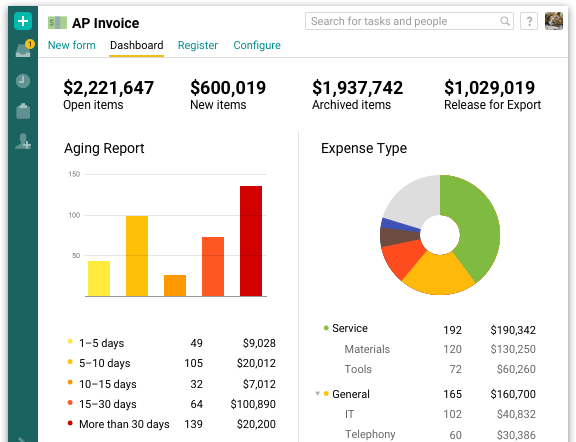 AP Invoice
Search for tasks and people
?
1
New form Dashboard Register Configure
$2,221,647 $600,019 $1,937,742 $1,029,019
Open items New items Archived items Release for Export
Aging Report
150
100
50
1–5 days 49 $9,028
5–10 days 105 $20,012
10–15 days 32 $7,012
15–30 days 64 $100,890
More than 30 days 139 $20,200
Expense Type
Service 192 $190,342
Materials 120 $130,250
Tools 72 $60,260
General 165 $160,700
IT 102 $40,832
Telephony 60 $30,386